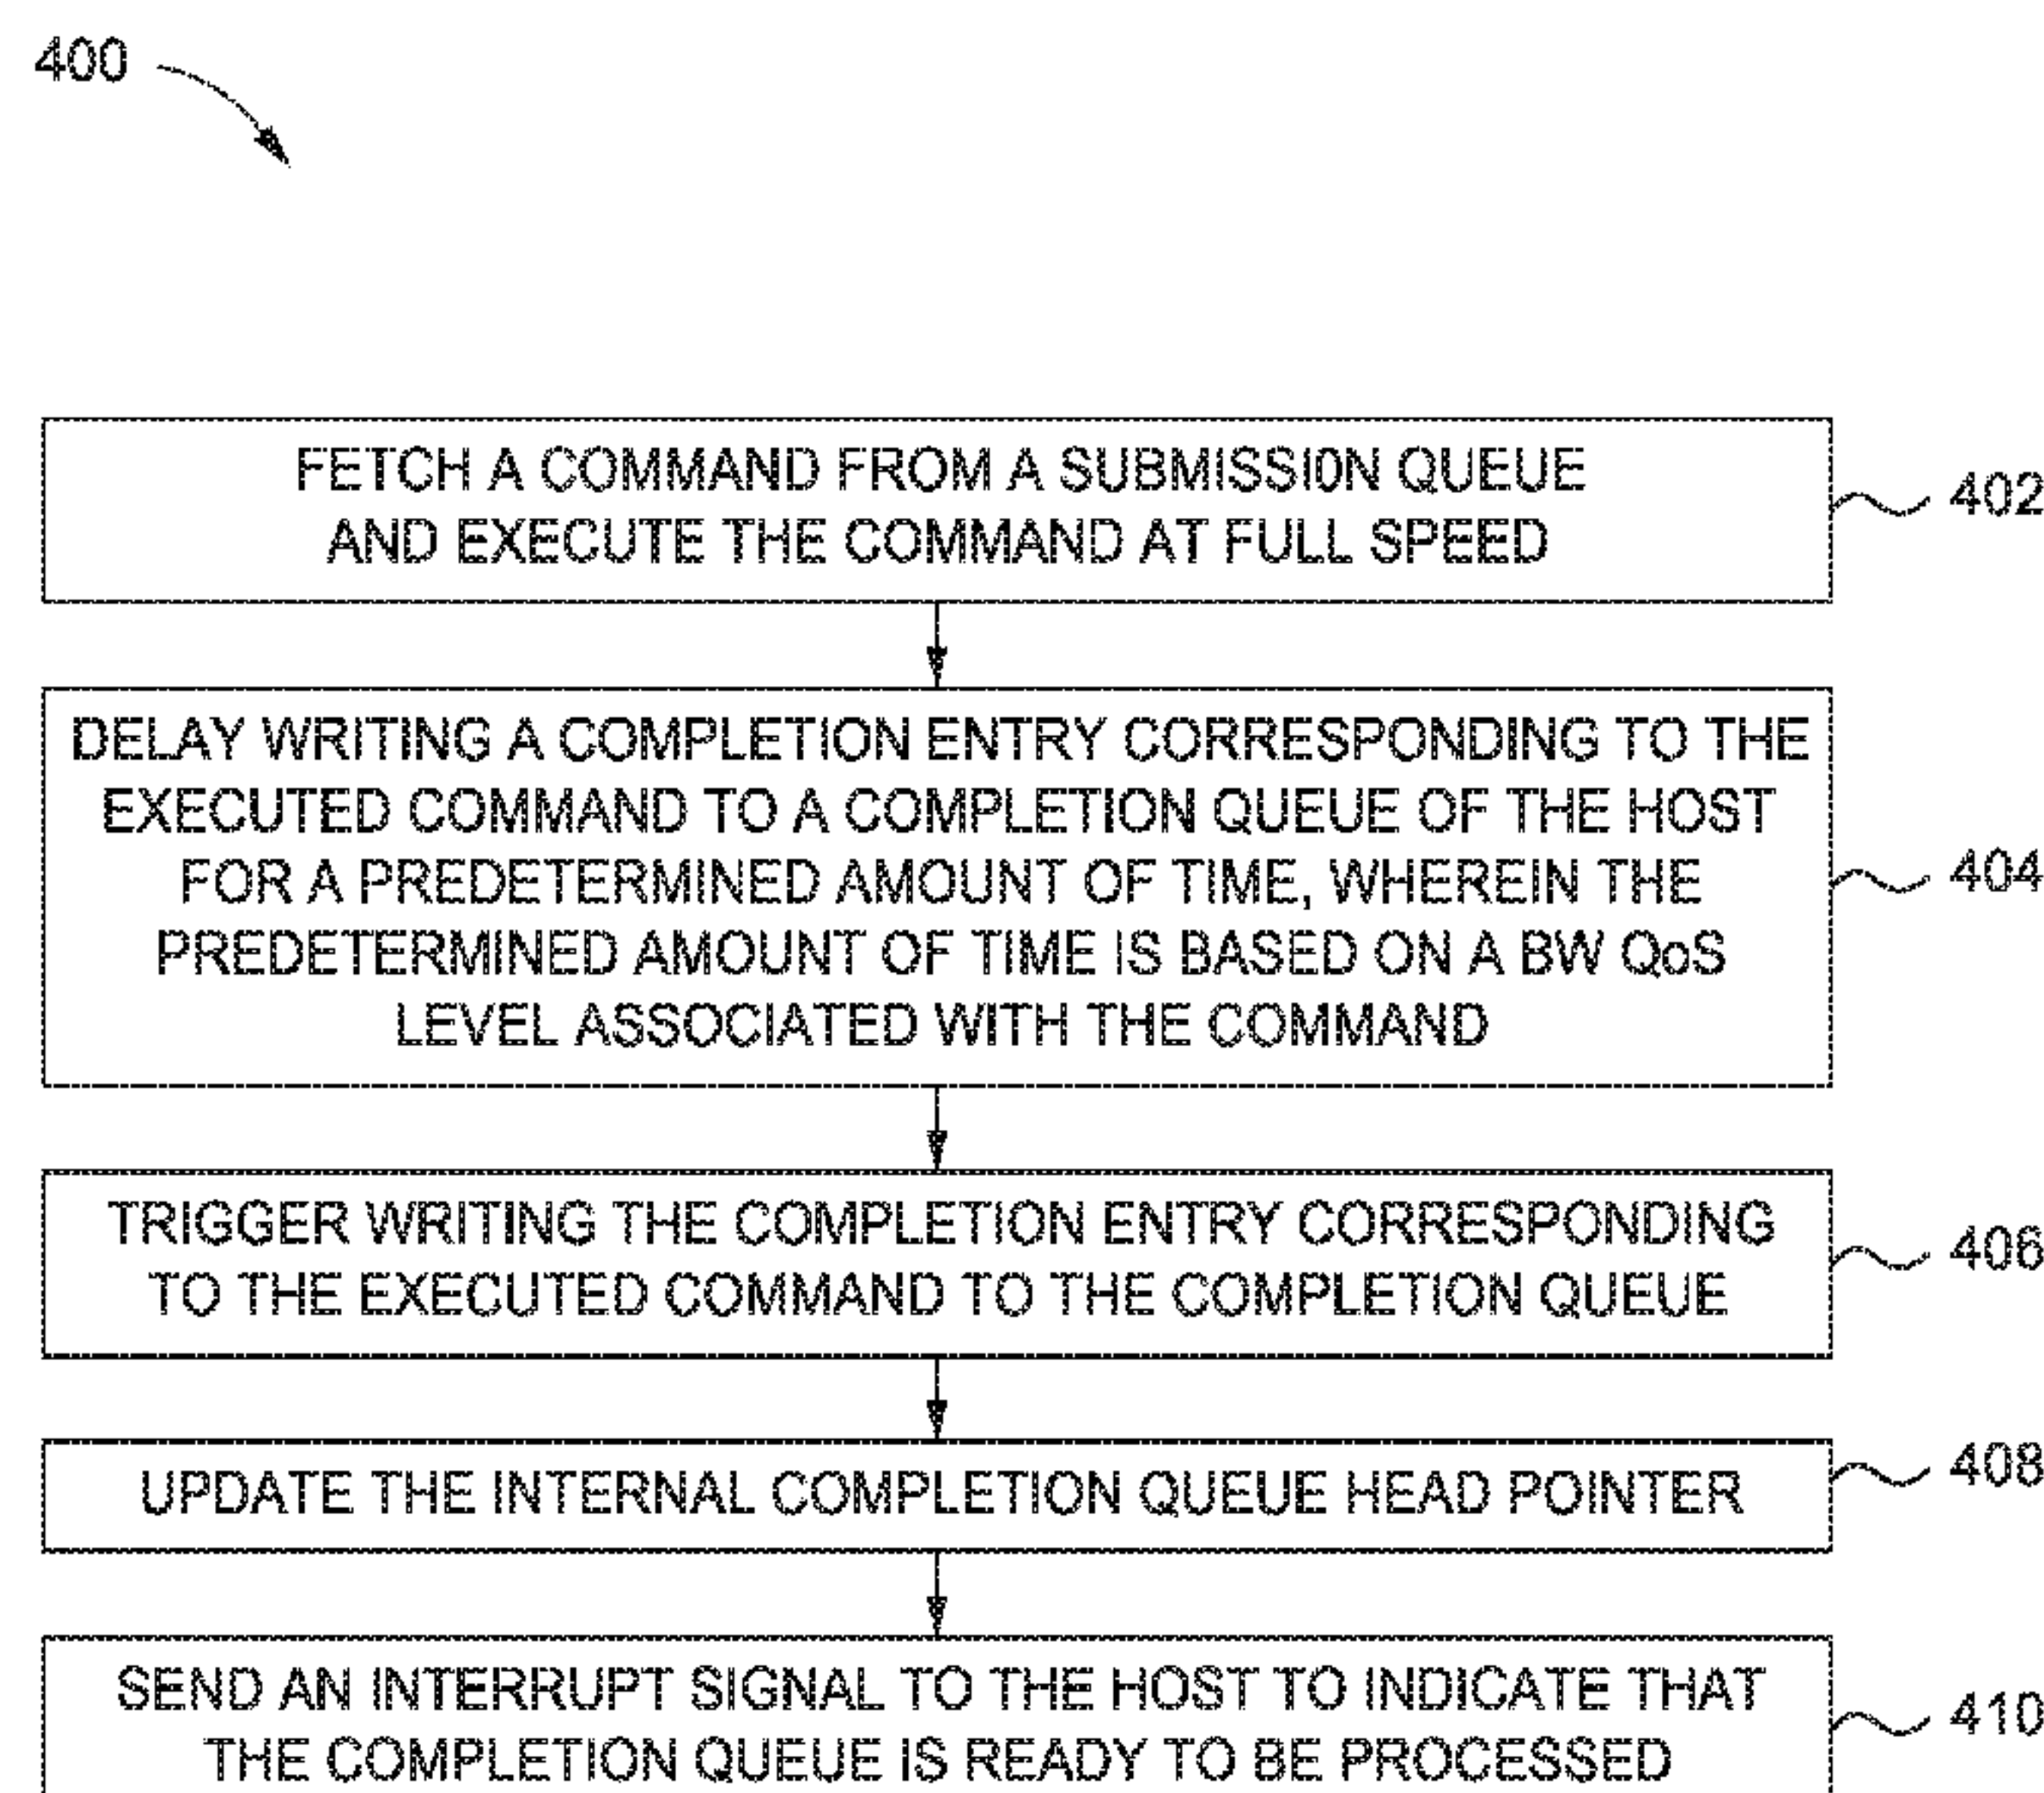 400
FETCH A COMMAND FROM A SUBMISSION QUEUE
AND EXECUTE THE COMMAND AT FULL SPEED
402
DELAY WRITING A COMPLETION ENTRY CORRESPONDING TO THE
EXECUTED COMMAND TO A COMPLETION QUEUE OF THE HOST
FOR A PREDETERMINED AMOUNT OF TIME, WHEREIN THE
PREDETERMINED AMOUNT OF TIME IS BASED ON A BW QoS
LEVEL ASSOCIATED WITH THE COMMAND
404
TRIGGER WRITING THE COMPLETION ENTRY CORRESPONDING
TO THE EXECUTED COMMAND TO THE COMPLETION QUEUE
406
UPDATE THE INTERNAL COMPLETION QUEUE HEAD POINTER
408
SEND AN INTERRUPT SIGNAL TO THE HOST TO INDICATE THAT
THE COMPLETION QUEUE IS READY TO BE PROCESSED
410